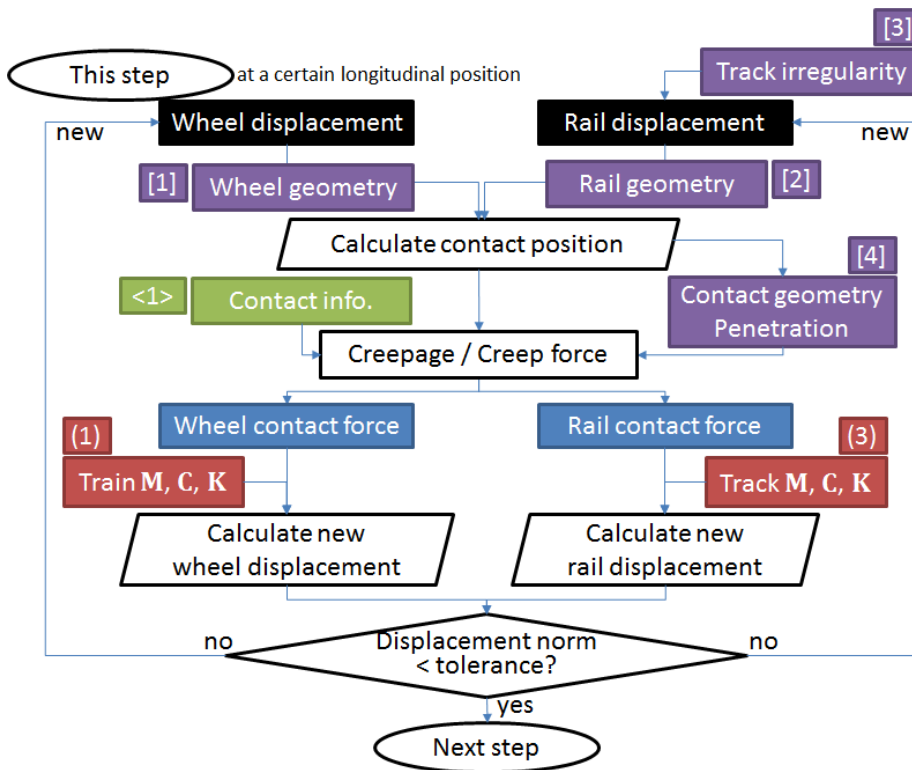 [3]
This step
at a certain longitudinal position
Track irregularity
new
Wheel displacement
Rail displacement
new
[1]
Wheel geometry
Rail geometry
[2]
Calculate contact position
[4]
<1>
Contact info.
Contact geometry
Penetration
Creepage / Creep force
Wheel contact force
Rail contact force
(1)
(3)
Train M, C, K
Track M, C, K
Calculate new
wheel displacement
Calculate new
rail displacement
no
Displacement norm
< tolerance?
no
yes
Next step